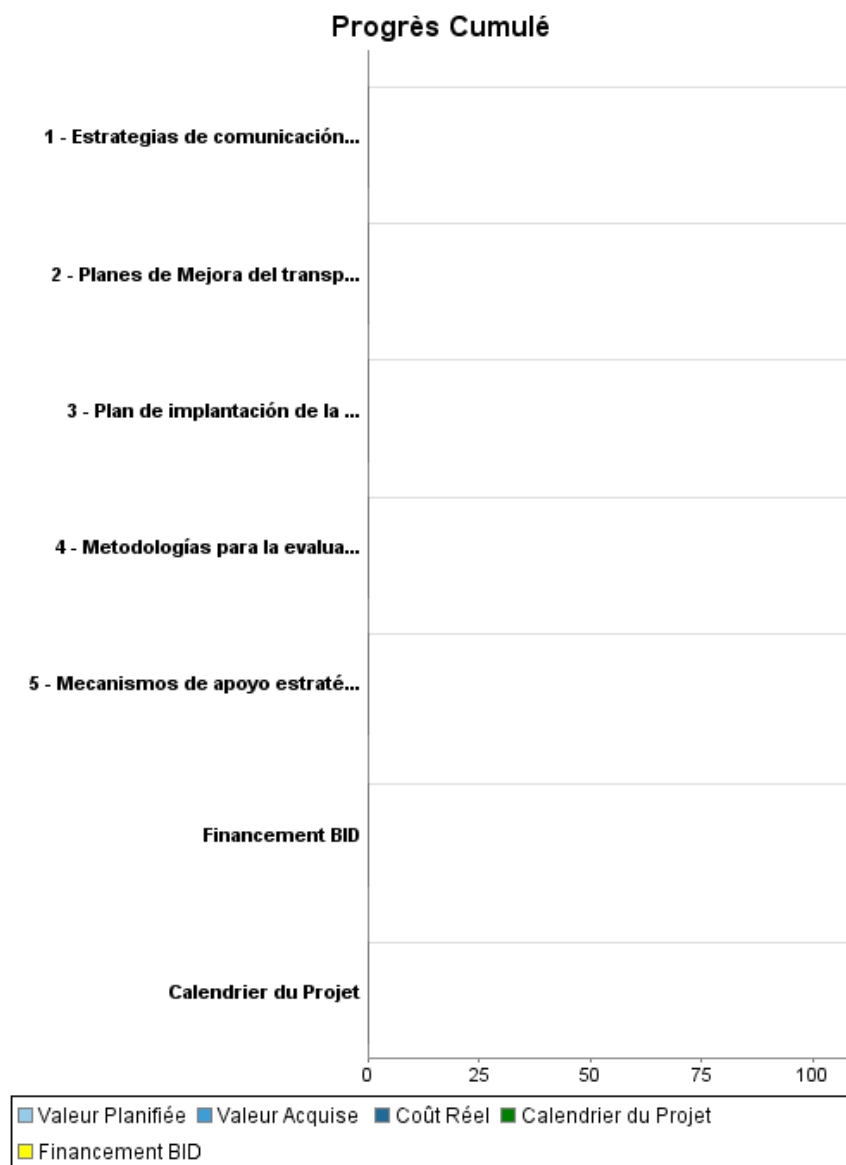 Progrès Cumulé
1 - Estrategias de comunicación...
2 - Planes de Mejora del transp...
3 - Plan de implantación de la ...
4 - Metodologías para la evalua...
5 - Mecanismos de apoyo estraté...
Financement BID
Calendrier du Projet
0 25 50 75 100
Valeur Planifiée Valeur Acquise Coût Réel Calendrier du Projet
Financement BID